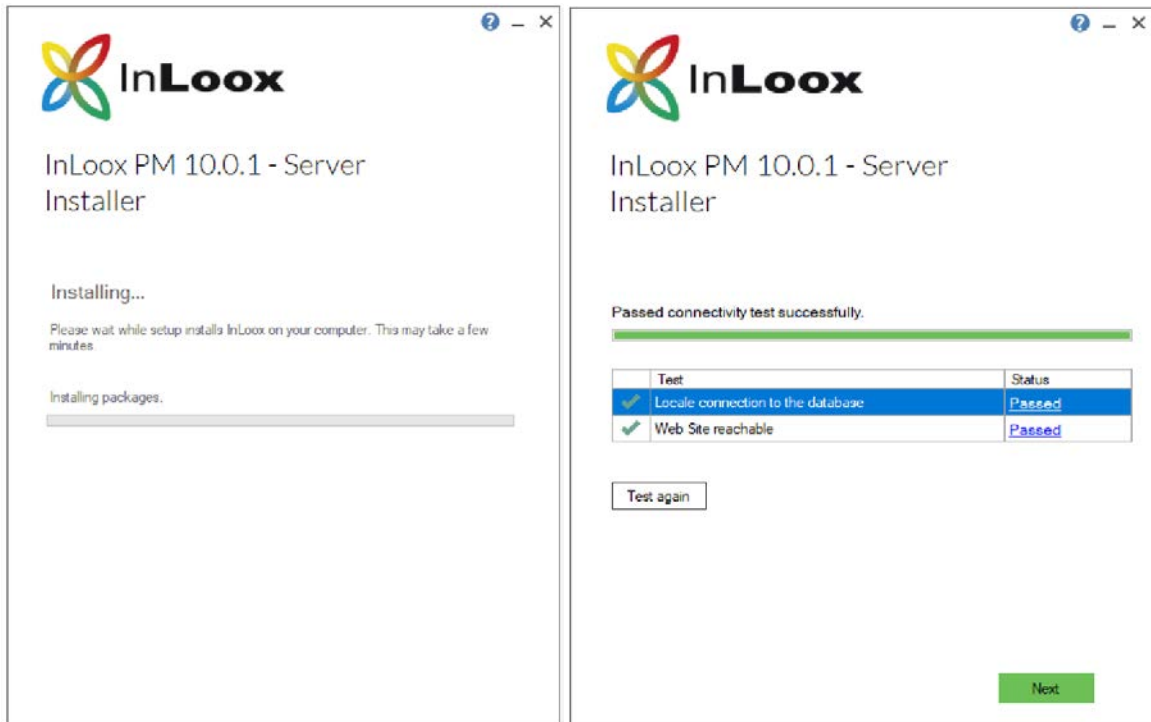 InLoox
InLoox PM 10.0.1 - Server
Installer
Installing...
Please wait while setup installs InLoox on your computer. This may take a few
minutes
Installing packages.
InLoox
InLoox PM 10.0.1 - Server
Installer
Passed connectivity test successfully.
Test Status
Locale connection to the database Passed
Web Site reachable Passed
Test again
Next